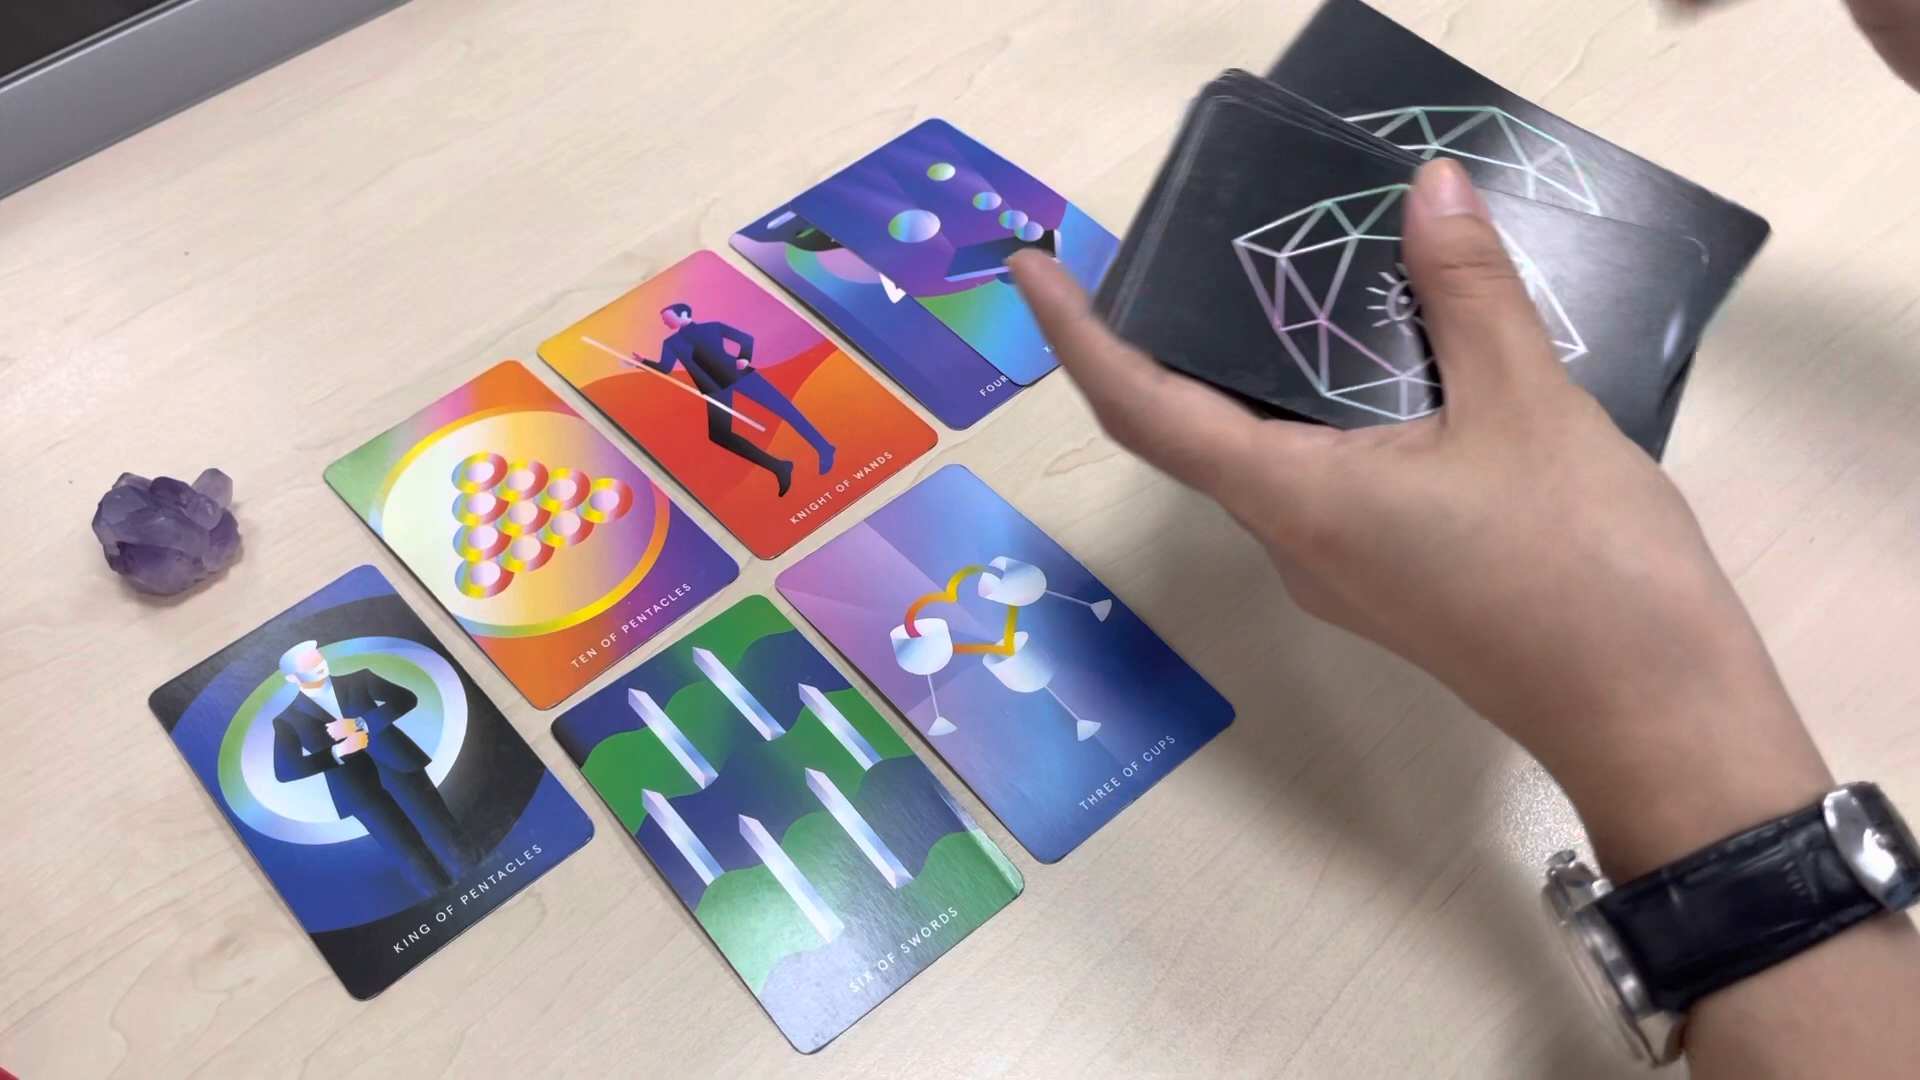 FOUR
KNIGHT OF WANDS
TEN OF PENTACLES
THREE OF CUPS
KING OF PENTACLES
SIX OF SWORDS